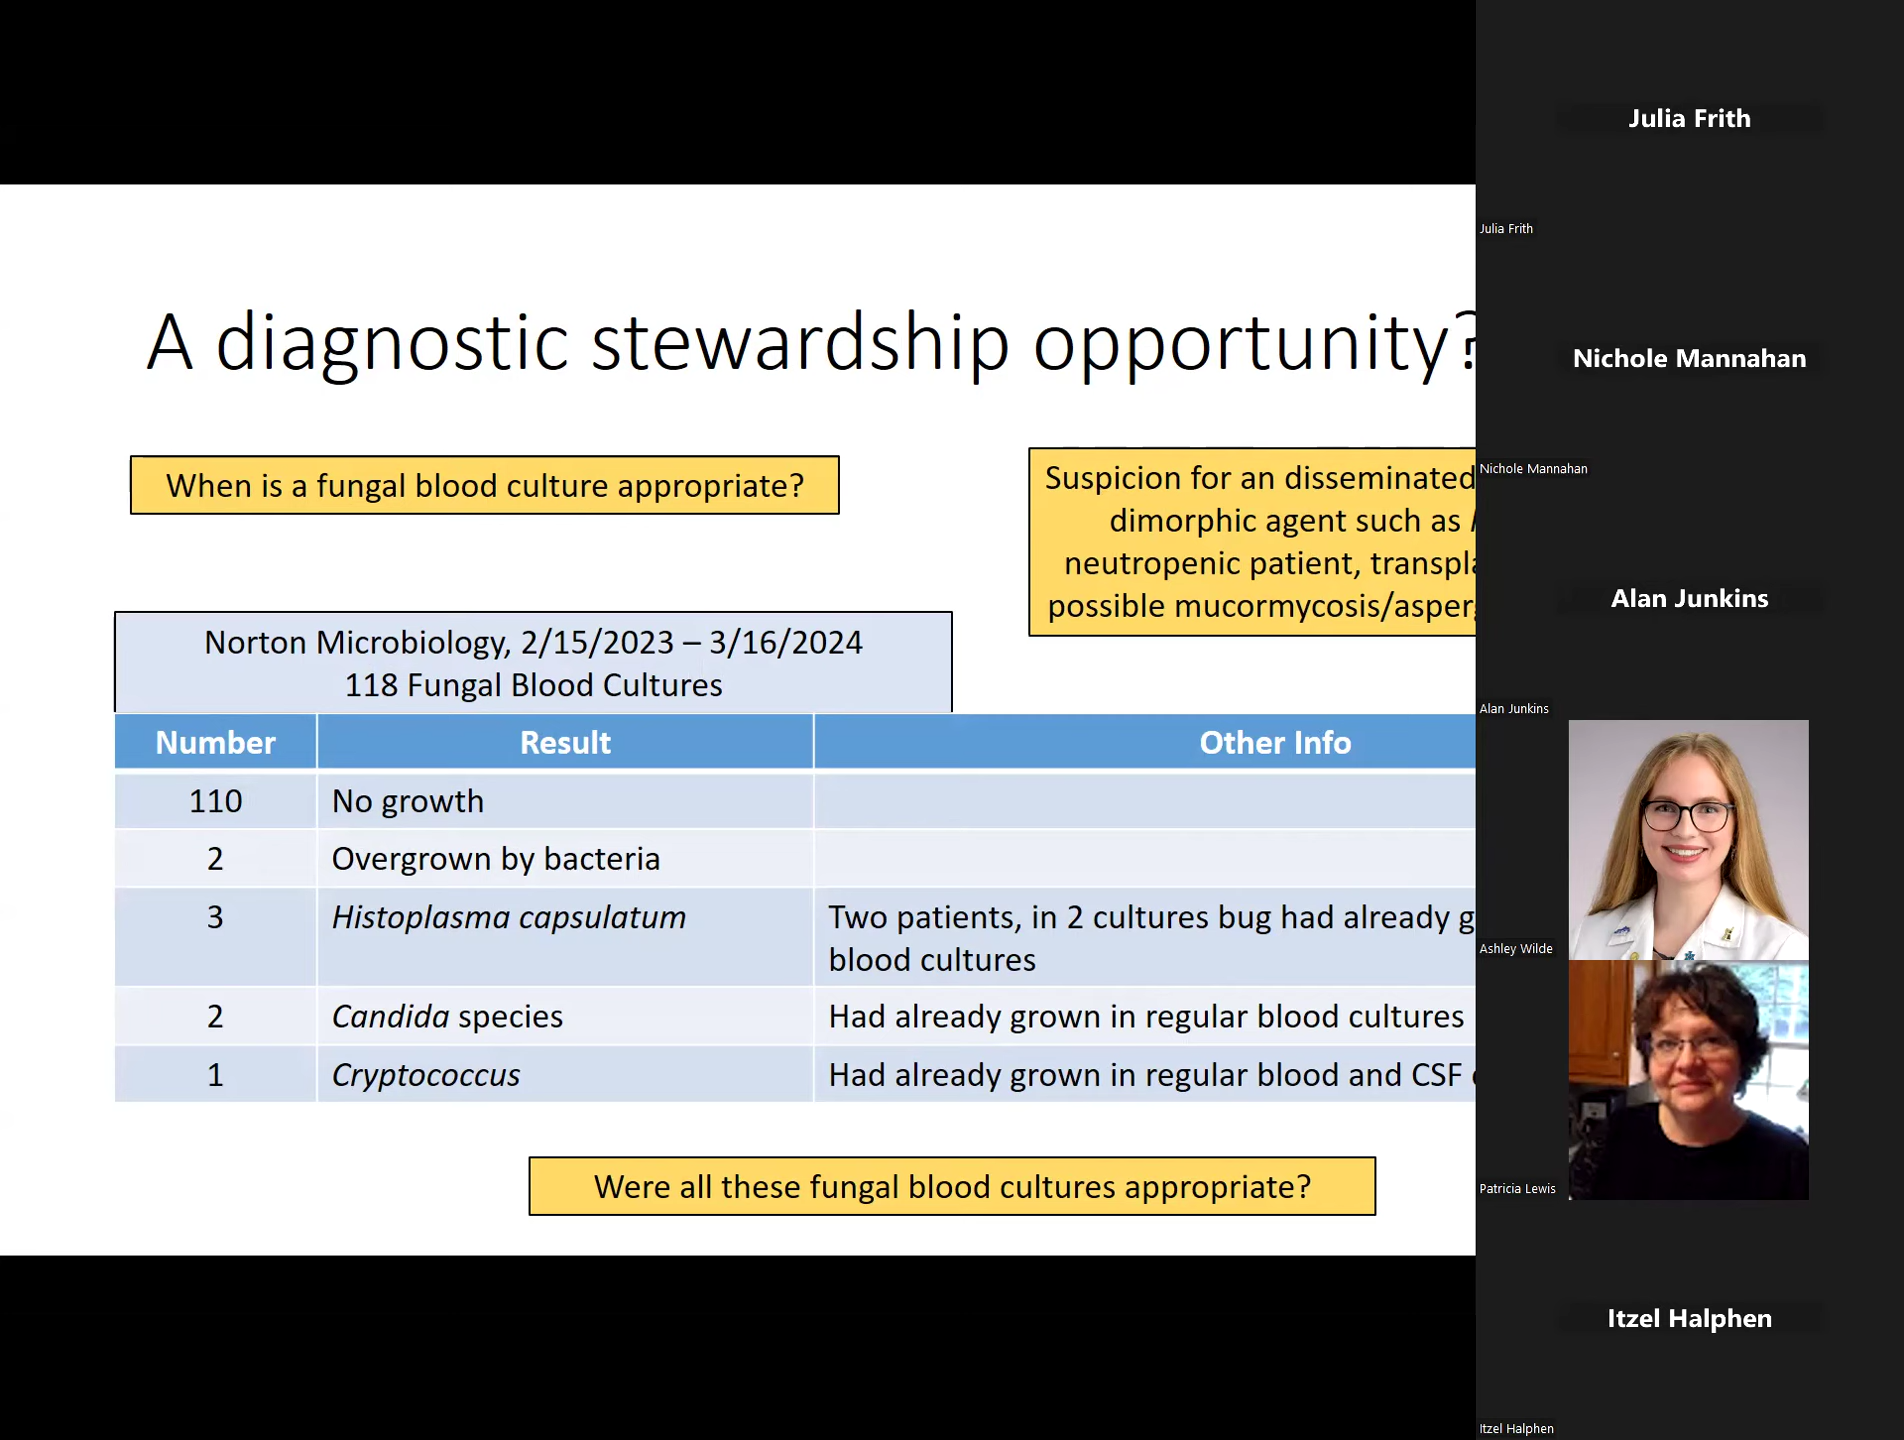 A diagnostic stewardship opportunity?
When is a fungal blood culture appropriate?
Suspicion for an disseminated
dimorphic agent such as
neutropenic patient, transpl
possible mucormycosis/asper
Norton Microbiology, 2/15/2023 – 3/16/2024
118 Fungal Blood Cultures
Number Result Other Info
110 No growth
2 Overgrown by bacteria
3 Histoplasma capsulatum Two patients, in 2 cultures bug had already g
blood cultures
2 Candida species Had already grown in regular blood cultures
1 Cryptococcus Had already grown in regular blood and CSF
Were all these fungal blood cultures appropriate?
Julia Frith
Julia Frith
Nichole Mannahan
Nichole Mannahan
Alan Junkins
Alan Junkins
Ashley Wilde
Patricia Lewis
Itzel Halphen
Itzel Halphen